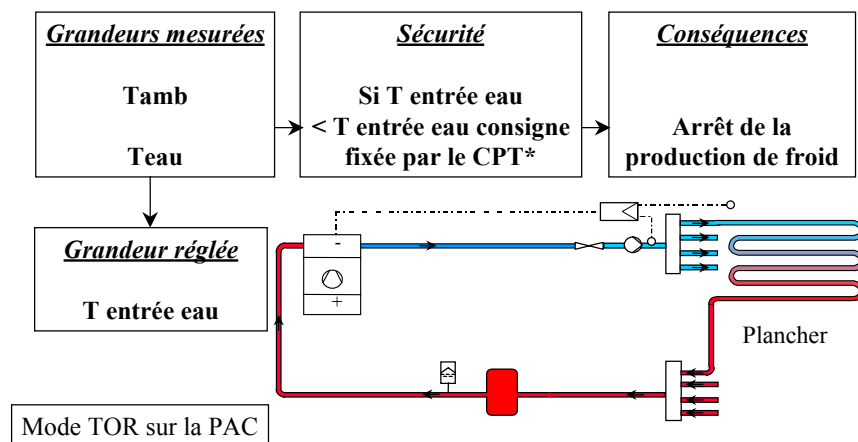 Grandeurs mesurées
Tamb
Teau
Sécurité
Si T entrée eau
< T entrée eau consigne
fixée par le CPT*
Conséquences
Arrêt de la
production de froid
Grandeur réglée
T entrée eau
-
+
Plancher
Mode TOR sur la PAC